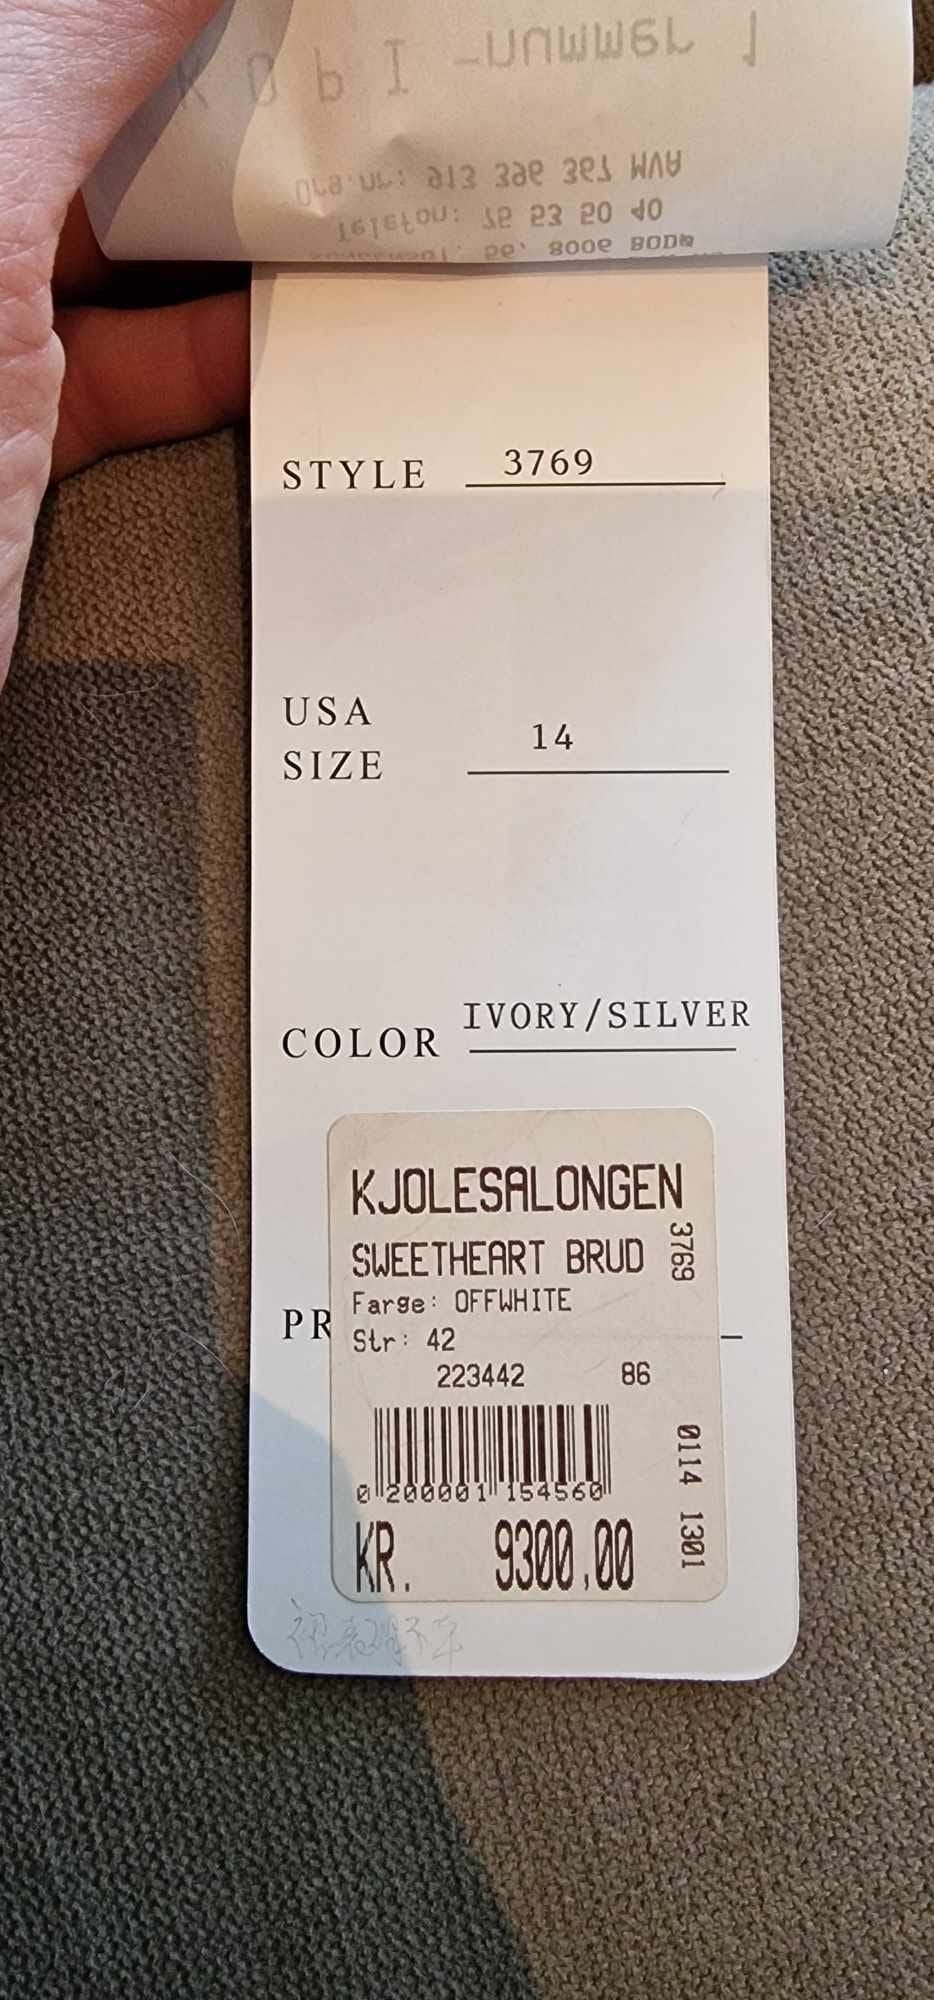 KOPI -nummer 1
Org.nr: 913 396 367 MVA
Telefon: 75 53 50 40
STYLE 3769
USA
SIZE 14
COLOR IVORY/SILVER
KJOLESALONGEN
SWEETHEART BRUD
3769
Farge: OFFWHITE
PR
Str: 42
223442 86
0 200001 154560
0114 1301
KR. 9300,00